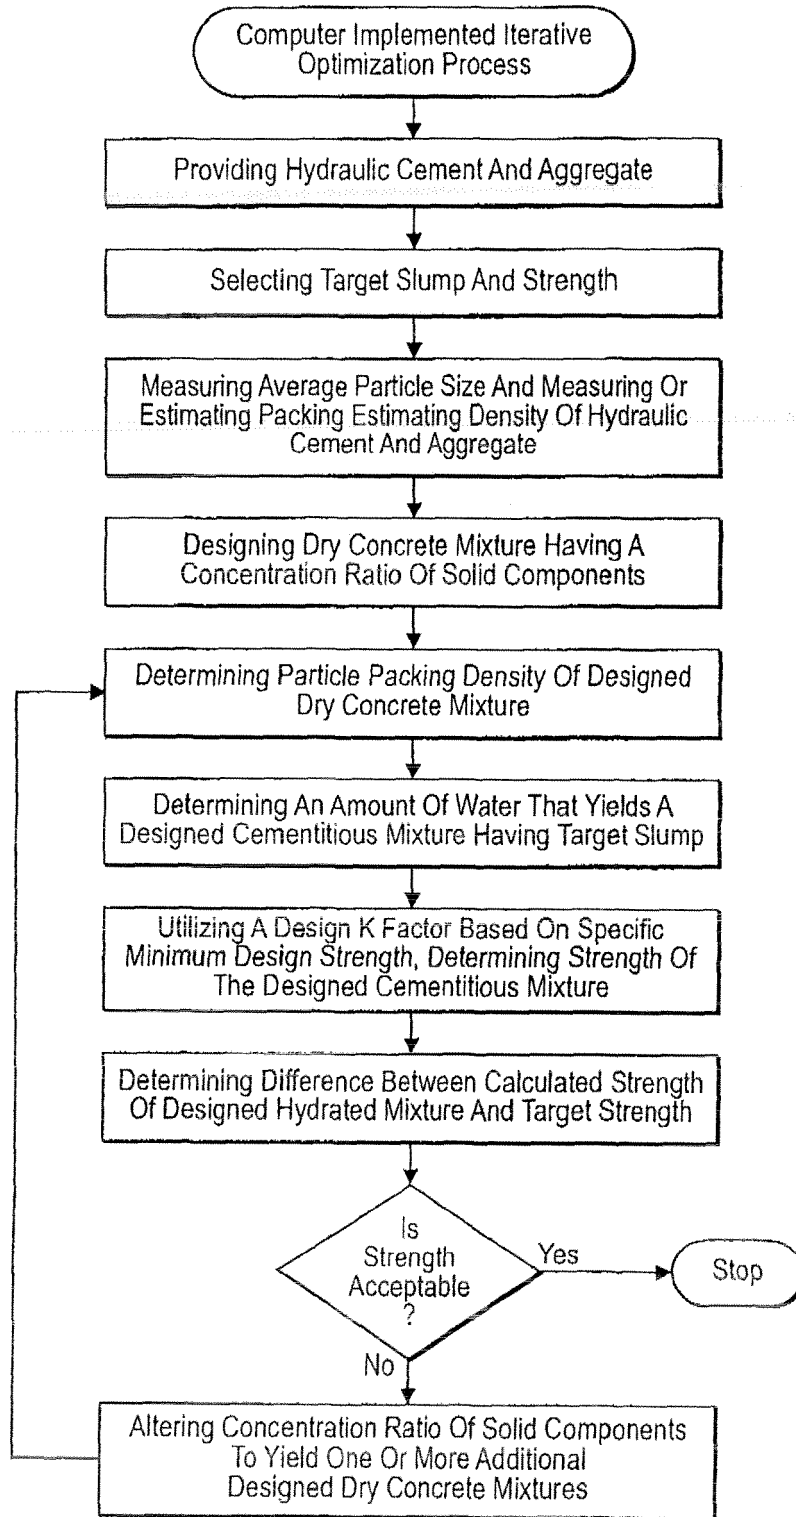 Computer Implemented Iterative
Optimization Process
Providing Hydraulic Cement And Aggregate
Selecting Target Slump And Strength
Measuring Average Particle Size And Measuring Or
Estimating Packing Estimating Density Of Hydraulic
Cement And Aggregate
Designing Dry Concrete Mixture Having A
Concentration Ratio Of Solid Components
Determining Particle Packing Density Of Designed
Dry Concrete Mixture
Determining An Amount Of Water That Yields A
Designed Cementitious Mixture Having Target Slump
Utilizing A Design K Factor Based On Specific
Minimum Design Strength, Determining Strength Of
The Designed Cementitious Mixture
Determining Difference Between Calculated Strength
Of Designed Hydrated Mixture And Target Strength
Is
Strength
Acceptable
?
Yes
Stop
No
Altering Concentration Ratio Of Solid Components
To Yield One Or More Additional
Designed Dry Concrete Mixtures